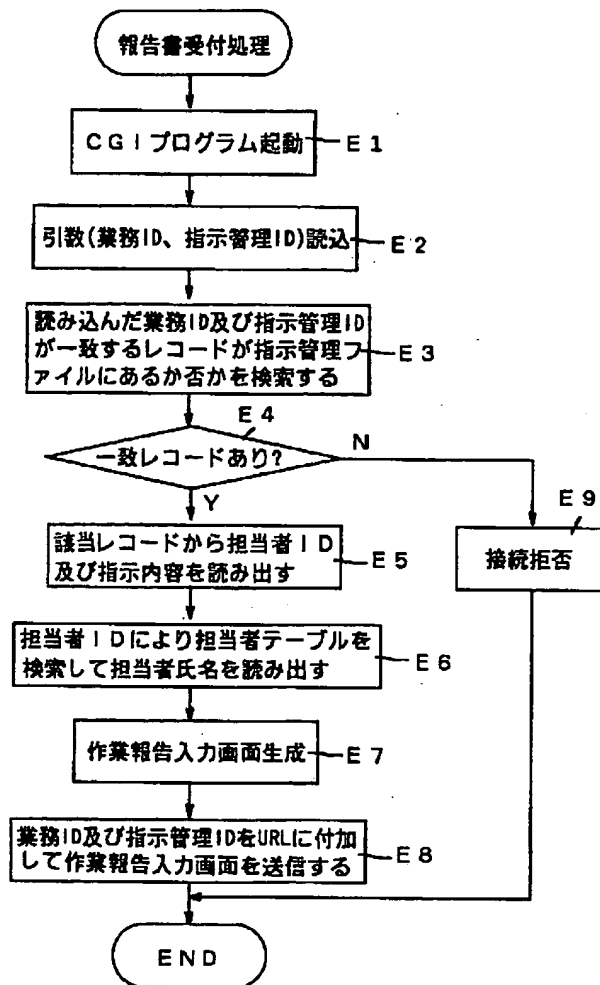 報告書受付処理
CGIプログラム起動
E1
引数(業務ID、指示管理ID)読込
E2
読み込んだ業務ID及び指示管理ID
が一致するレコードが指示管理フ
ァイルにあるか否かを検索する
E3
E4
一致レコードあり?
N
Y
E9
接続拒否
該当レコードから担当者ID
及び指示内容を読み出す
E5
担当者IDにより担当者テーブルを
検索して担当者氏名を読み出す
E6
作業報告入力画面生成
E7
業務ID及び指示管理IDをURLに付加
して作業報告入力画面を送信する
E8
END